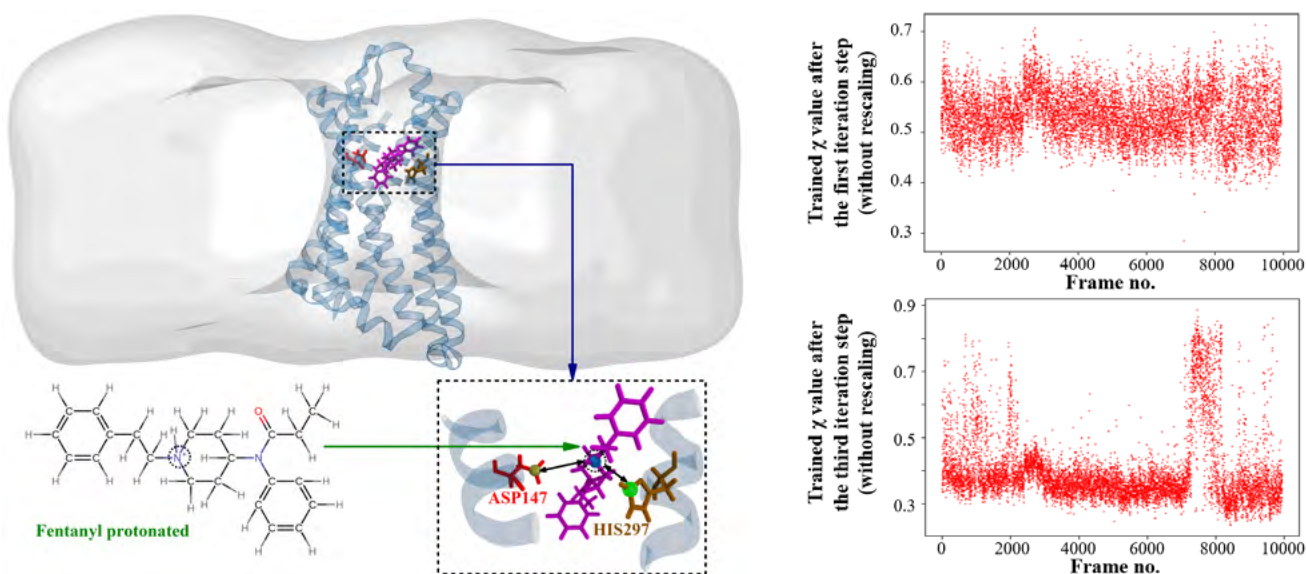 Trained χ value after
the first iteration step
(without rescaling)
0.7
0.6
0.5
0.4
0.3
0 2000 4000 6000 8000 10000
Frame no.
Trained χ value after
the third iteration step
(without rescaling)
0.9
0.7
0.5
0.3
0 2000 4000 6000 8000 10000
Frame no.
H H H H H H
H H H H O H H
H H
H N N
H H H H H
H H H H H
H H
H H
H
Fentanyl protonated
ASP147
HIS297